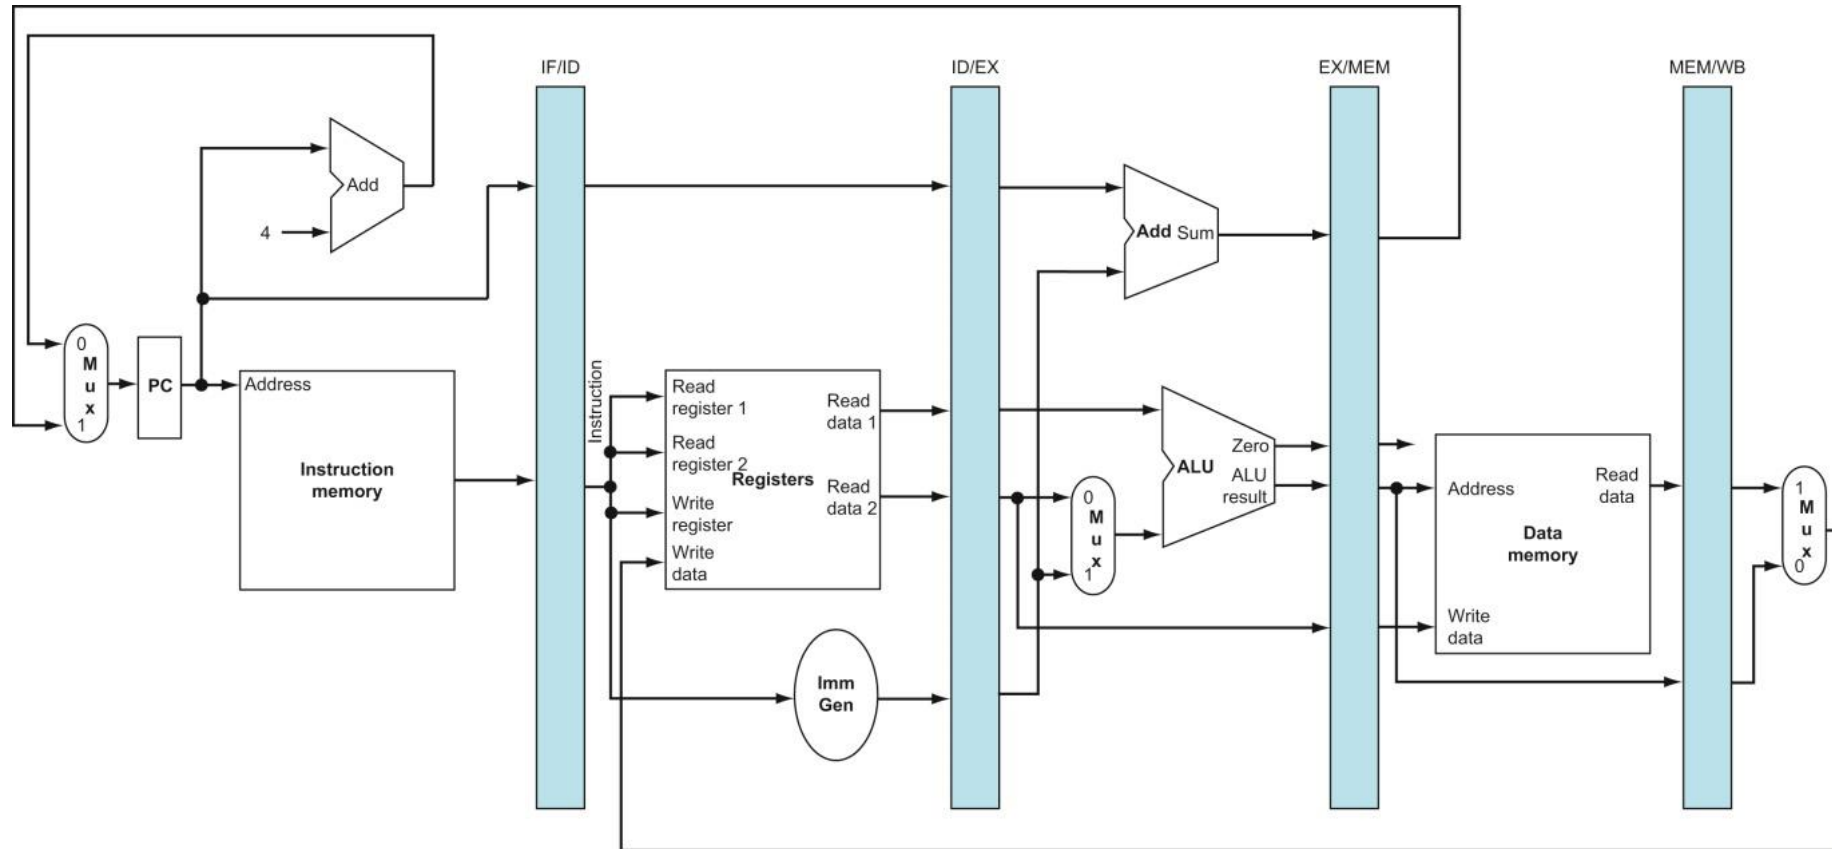 IF/ID
ID/EX
EX/MEM
MEM/WB
Add
4
Add Sum
0
M
u
x
1
PC
Address
Instruction
memory
Instruction
Read
register 1
Read
register 2
Write
register
Write
data
Registers
Read
data 1
Read
data 2
Imm
Gen
0
M
u
x
1
Zero
ALU
ALU
result
Address
Read
data
Data
memory
Write
data
1
M
u
x
0